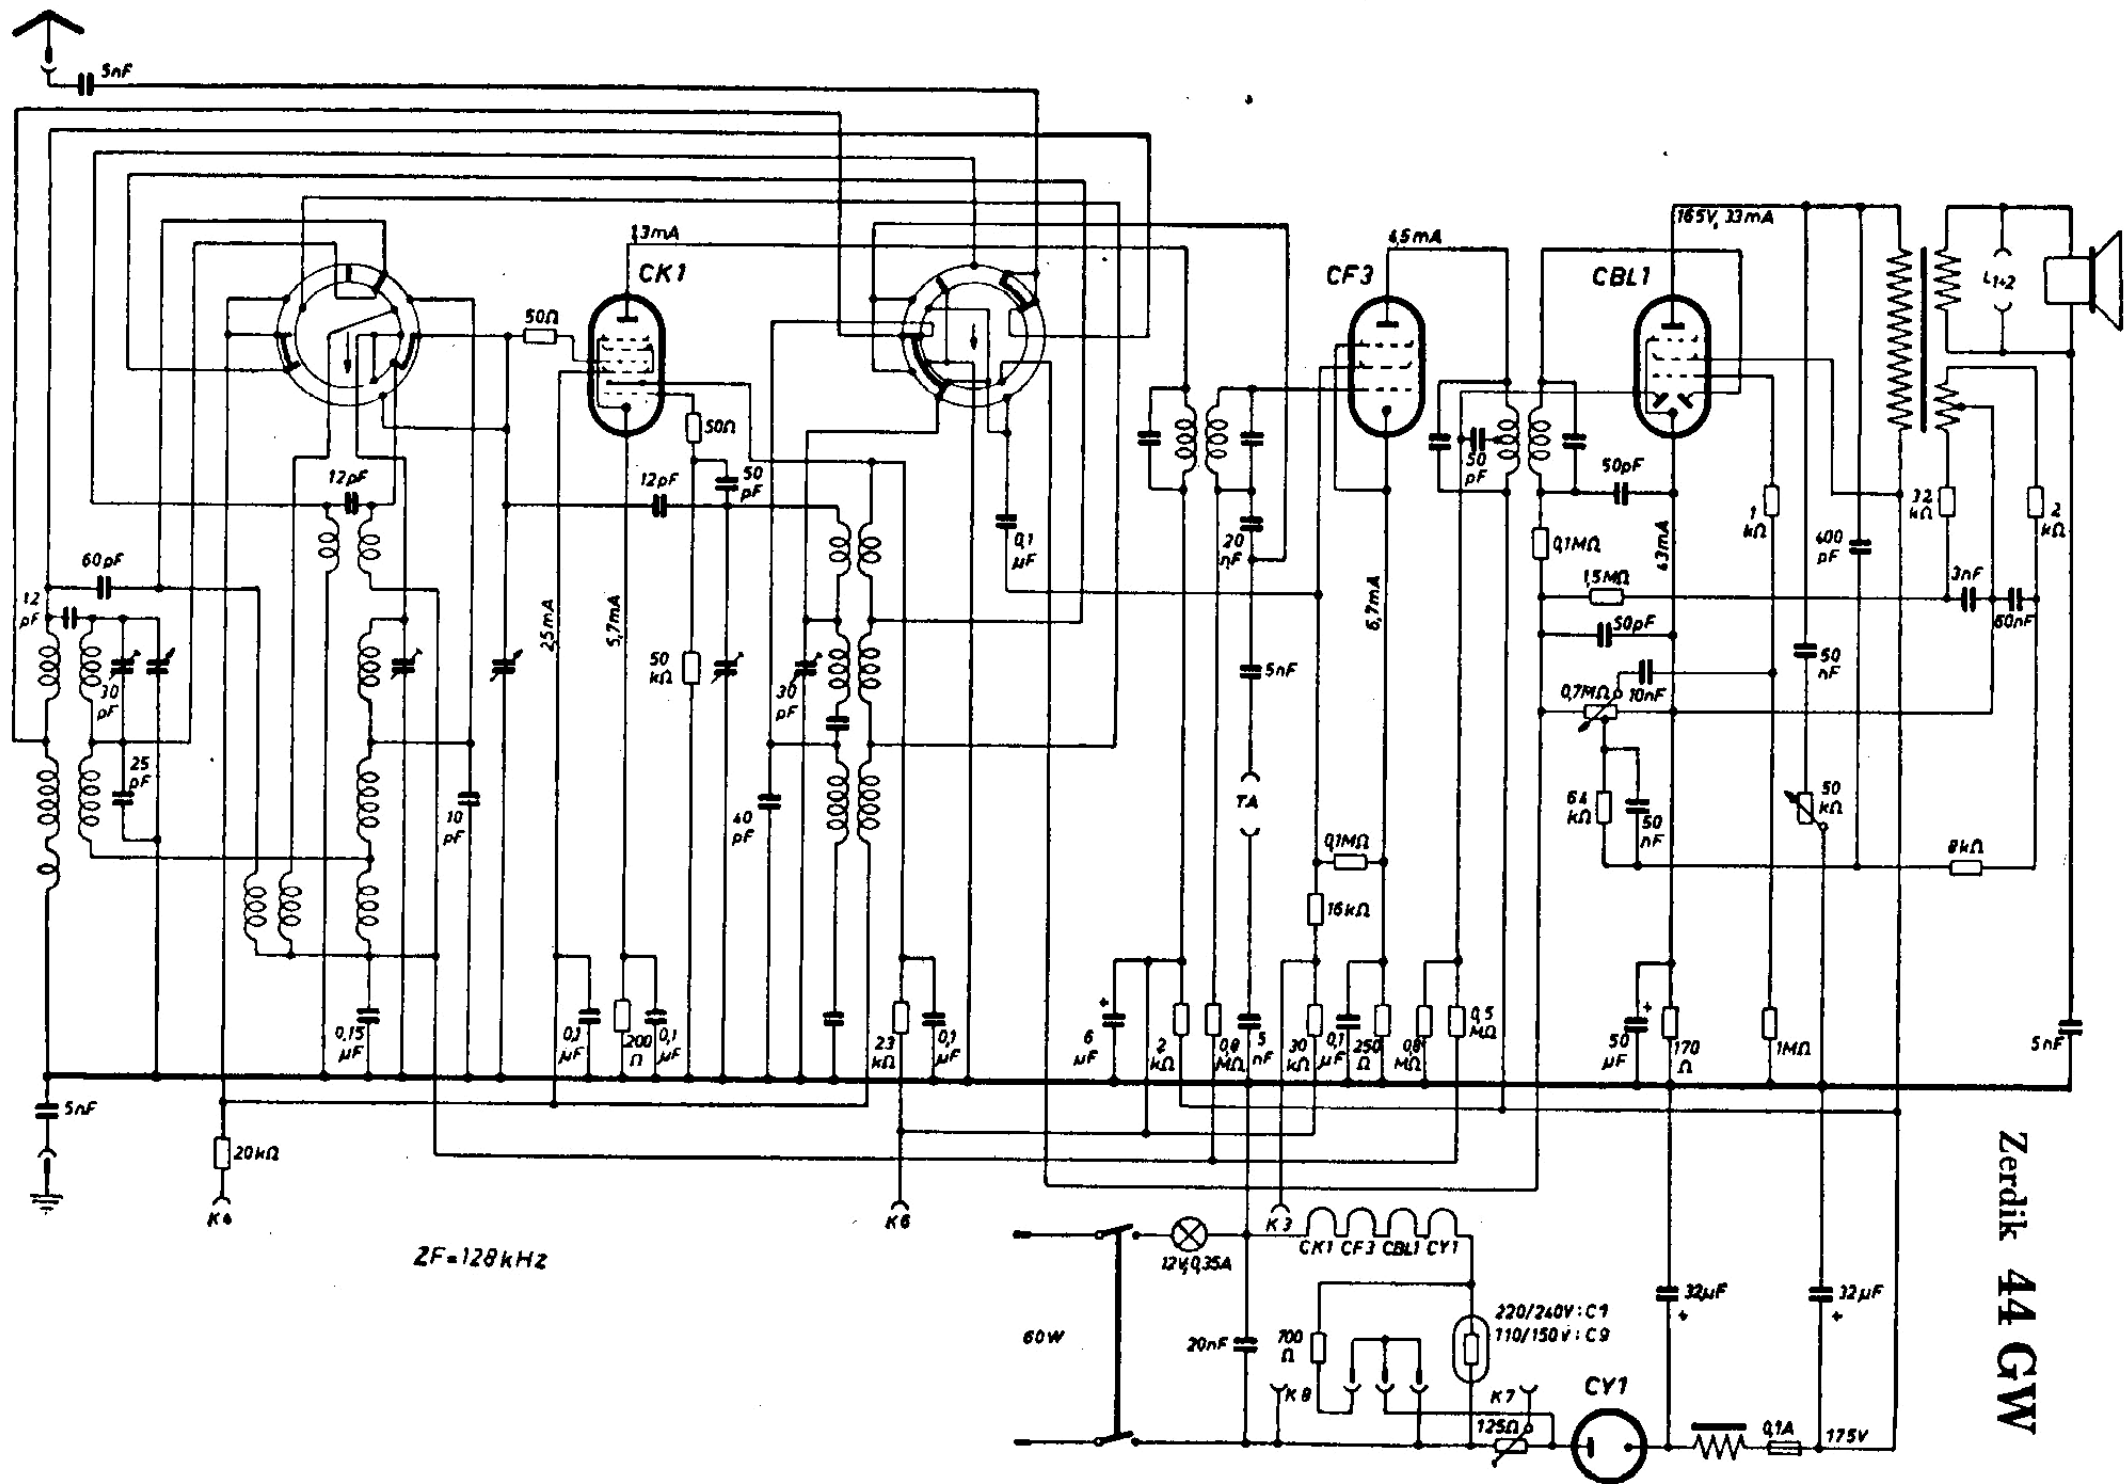 5nF
1,3mA
CK1
50Ω
50Ω
4,5mA
CF3
CBL1
165V, 33mA
L1+2
12pF
12pF
50
pF
0,1
µF
20
nF
50
pF
50pF
0,1MΩ
1,5MΩ
50pF
43mA
1
kΩ
400
pF
32
kΩ
2
kΩ
3nF
60nF
60pF
12
pF
30
pF
25
pF
10
pF
2,5mA
5,7mA
50
kΩ
30
pF
40
pF
5nF
TA
6,7mA
0,7MΩ
10nF
64
kΩ
50
nF
50
nF
50
kΩ
8kΩ
0,1MΩ
16kΩ
0,15
µF
0,1
µF
200
Ω
0,1
µF
23
kΩ
0,1
µF
+
6
µF
2
kΩ
0,8
MΩ
5
nF
30
kΩ
0,1
µF
250
Ω
0,8
MΩ
0,5
MΩ
+
50
µF
170
Ω
1MΩ
5nF
5nF
20kΩ
K4
K6
K3
ZF=128kHz
12V,0,35A
CK1 CF3 CBL1 CY1
60W
20nF
700
Ω
220/240V: C1
110/150V: C9
K8
K7
125Ω
CY1
32µF
+
32µF
+
0,1A
175V
Zerdik 44 GW